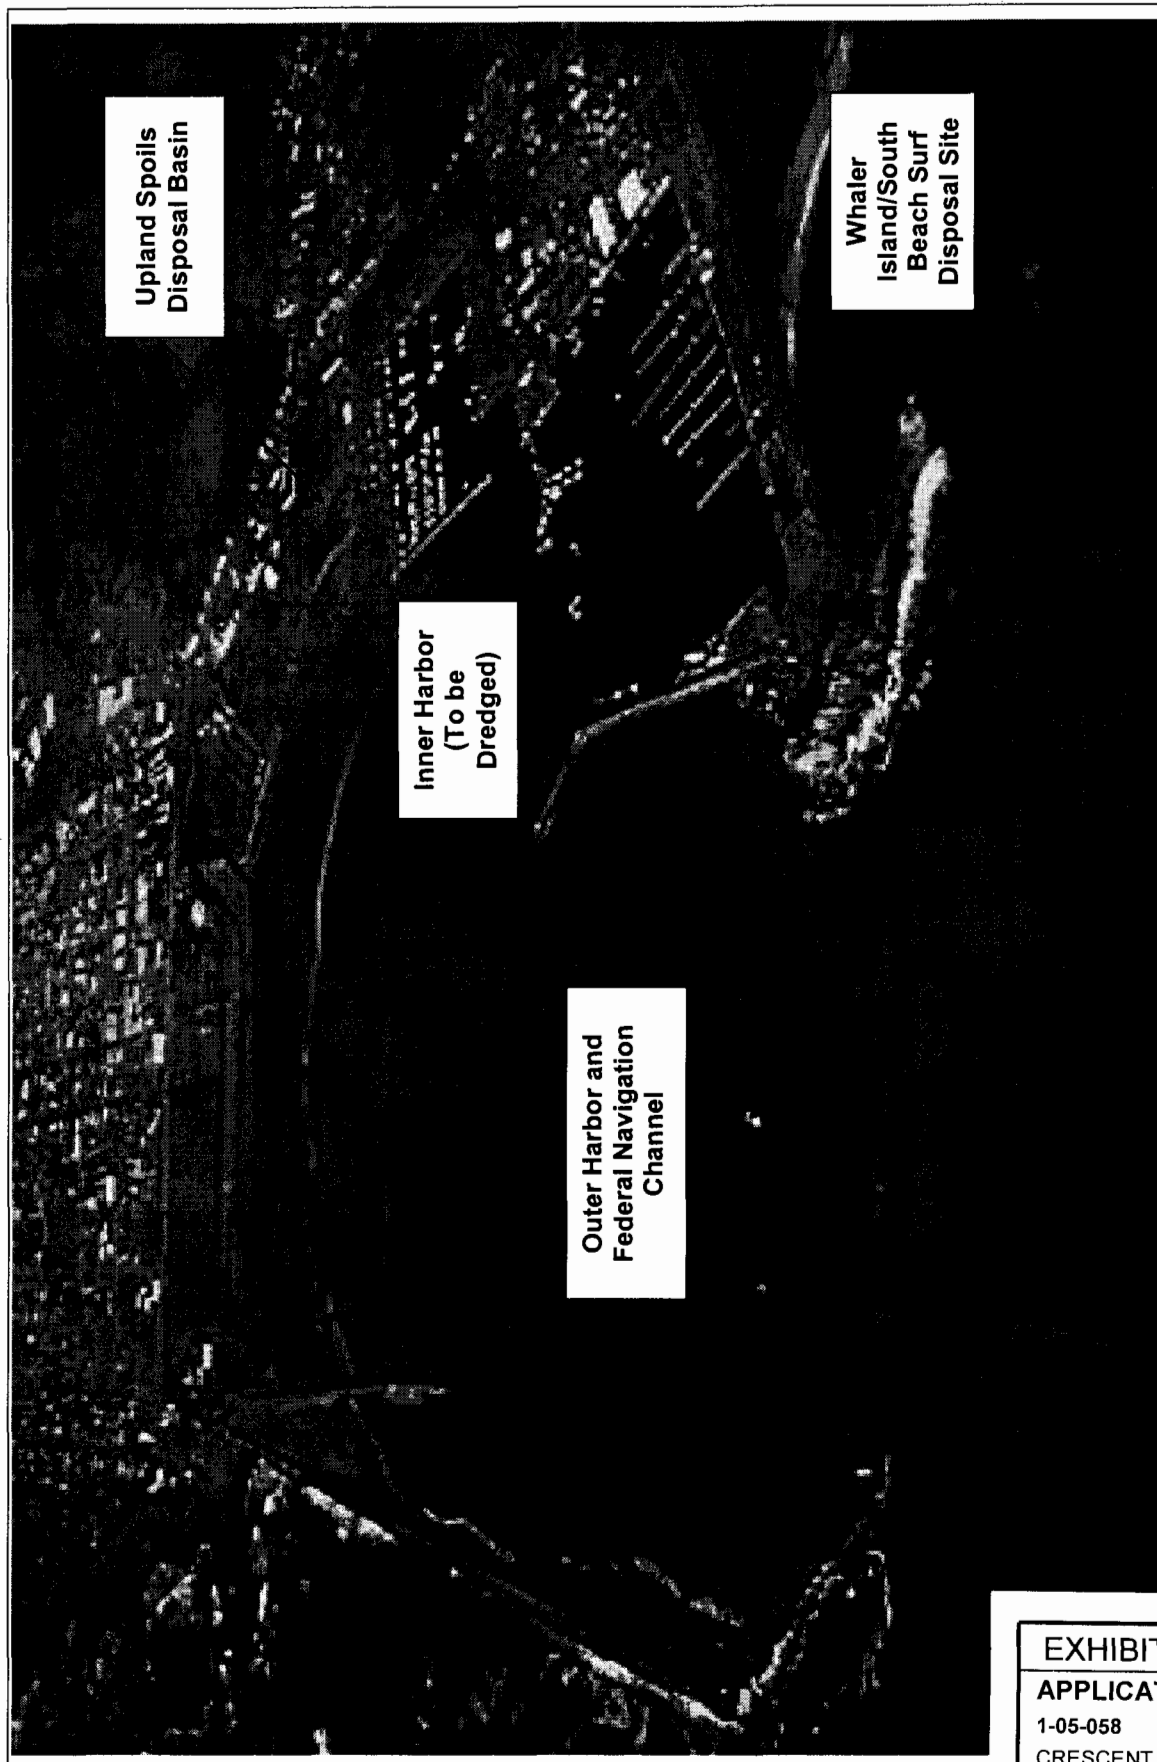 Upland Spoils
Disposal Basin
Whaler
Island/South
Beach Surf
Disposal Site
Inner Harbor
(To be
Dredged)
Outer Harbor and
Federal Navigation
Channel
EXHIBIT
1-05-058
CRESCENT